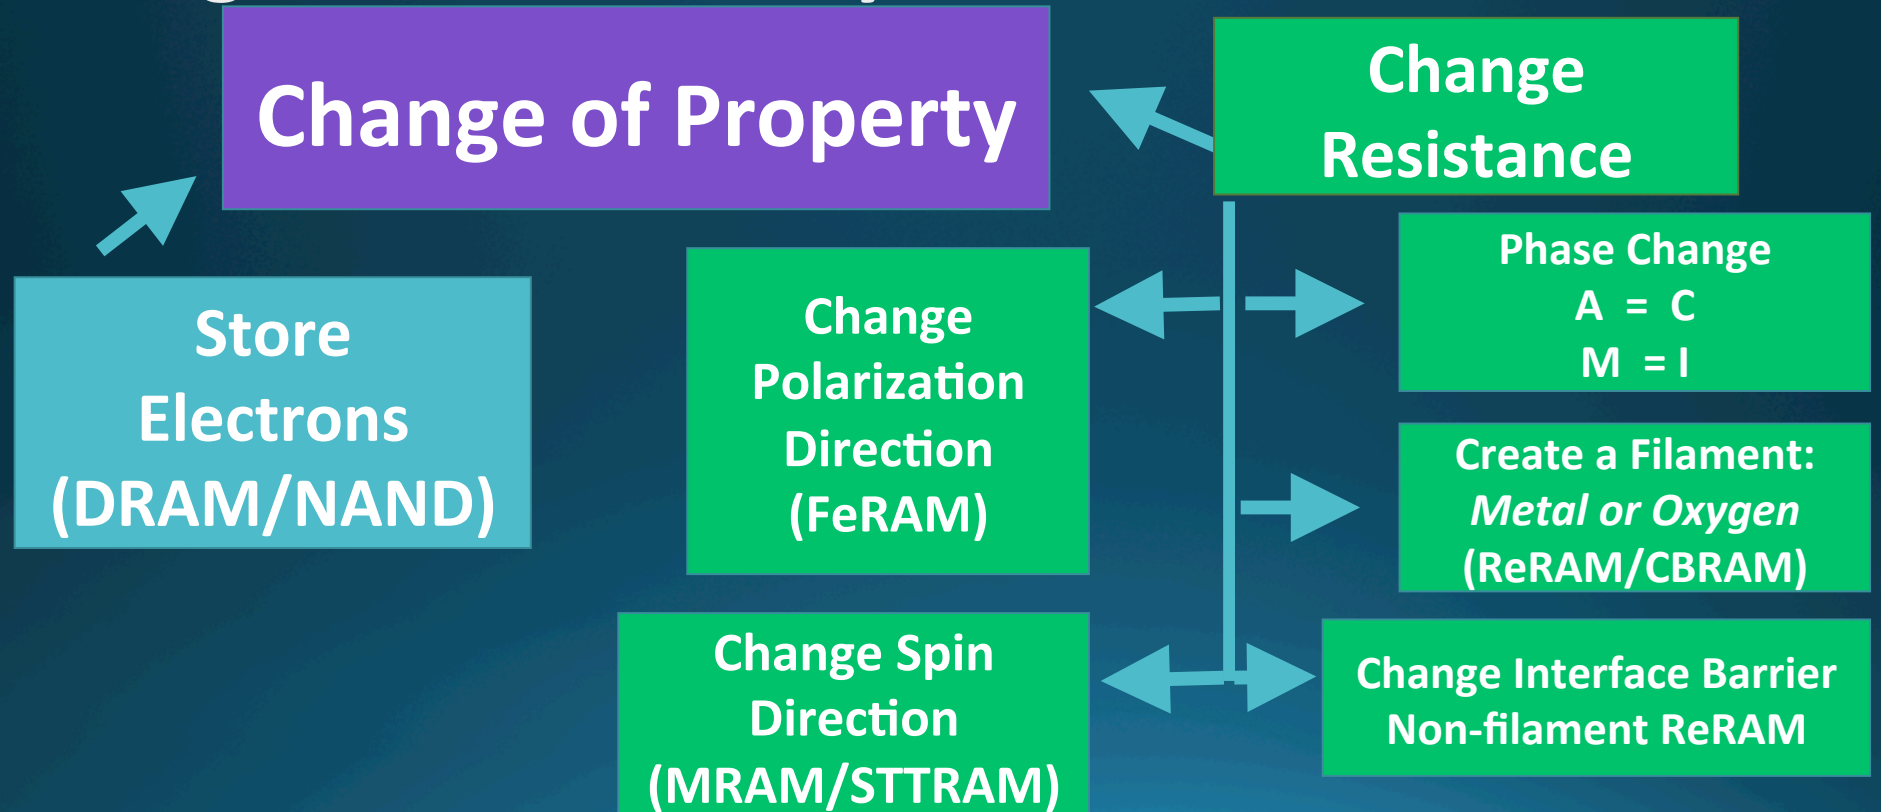 Change of Property
Change
Resistance
Store
Electrons
(DRAM/NAND)
Change
Polarization
Direction
(FeRAM)
Phase Change
A = C
M = I
Create a Filament:
Metal or Oxygen
(ReRAM/CBRAM)
Change Spin
Direction
(MRAM/STTRAM)
Change Interface Barrier
Non-filament ReRAM